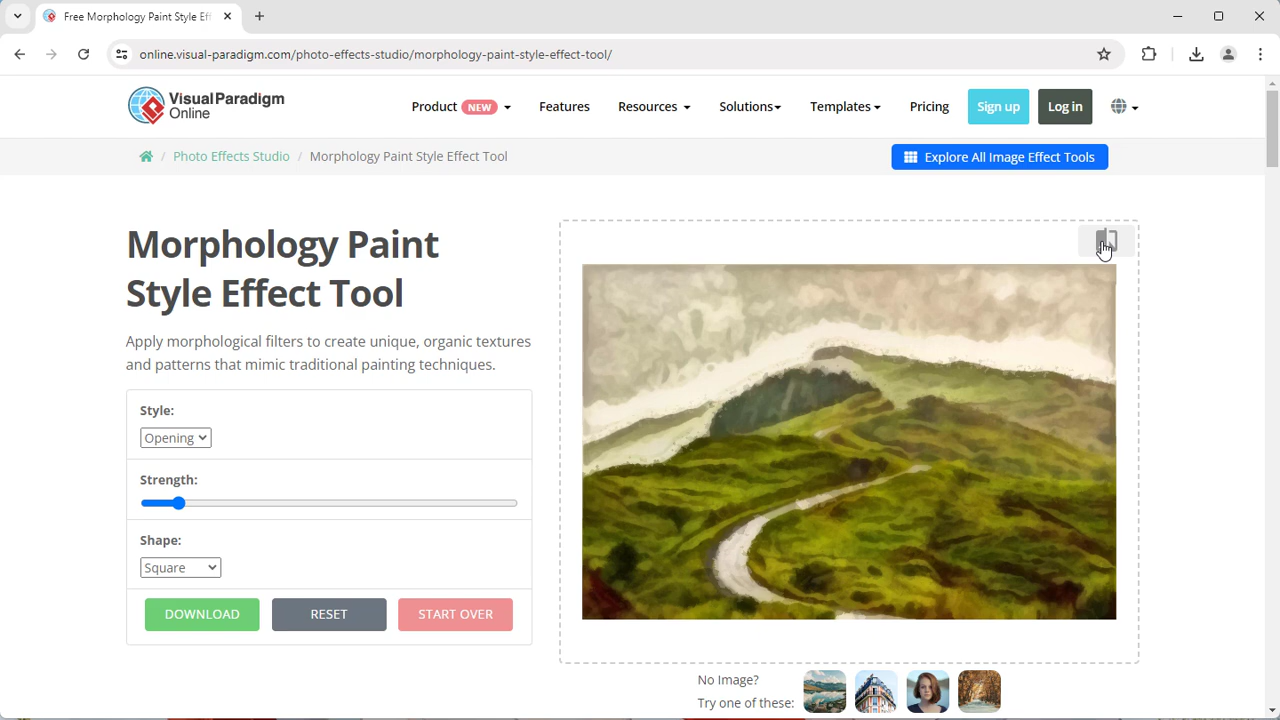 Free Morphology Paint Style Eff
online.visual-paradigm.com/photo-effects-studio/morphology-paint-style-effect-tool/
Visual Paradigm
Online
Product NEW
Features
Resources
Solutions
Templates
Pricing
Sign up
Log in
/ Photo Effects Studio / Morphology Paint Style Effect Tool
Explore All Image Effect Tools
Morphology Paint
Style Effect Tool
Apply morphological filters to create unique, organic textures
and patterns that mimic traditional painting techniques.
Style:
Opening
Strength:
Shape:
Square
DOWNLOAD
RESET
START OVER
No Image?
Try one of these: